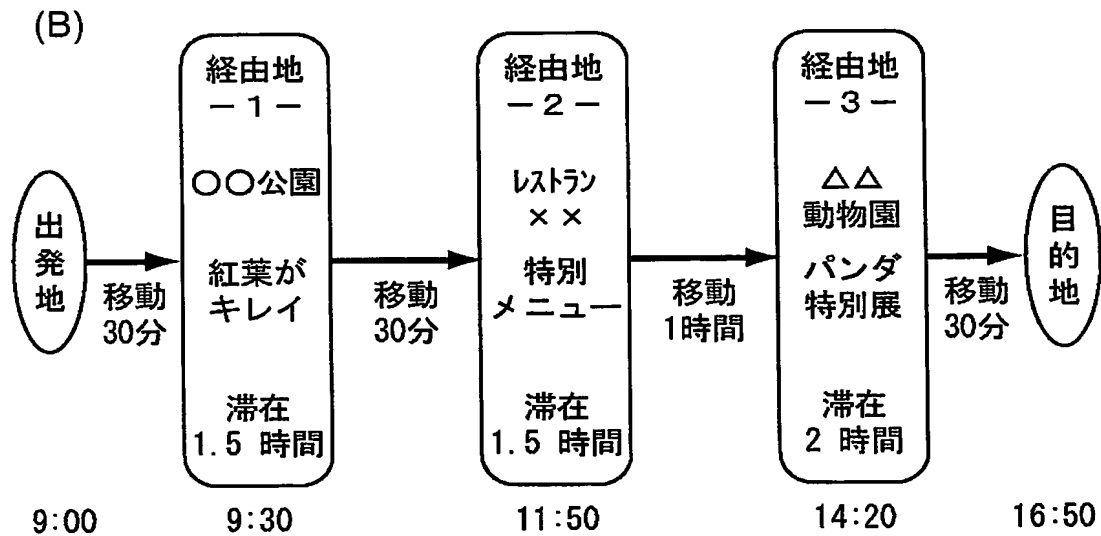 (B)
出発地
移動
30分
経由地
－1－
○○公園
紅葉が
キレイ
滞在
1.5 時間
移動
30分
経由地
－2－
レストラン
××
特別
メニュー
滞在
1.5 時間
移動
1時間
経由地
－3－
△△
動物園
パンダ
特別展
滞在
2 時間
移動
30分
目的地
9:00
9:30
11:50
14:20
16:50